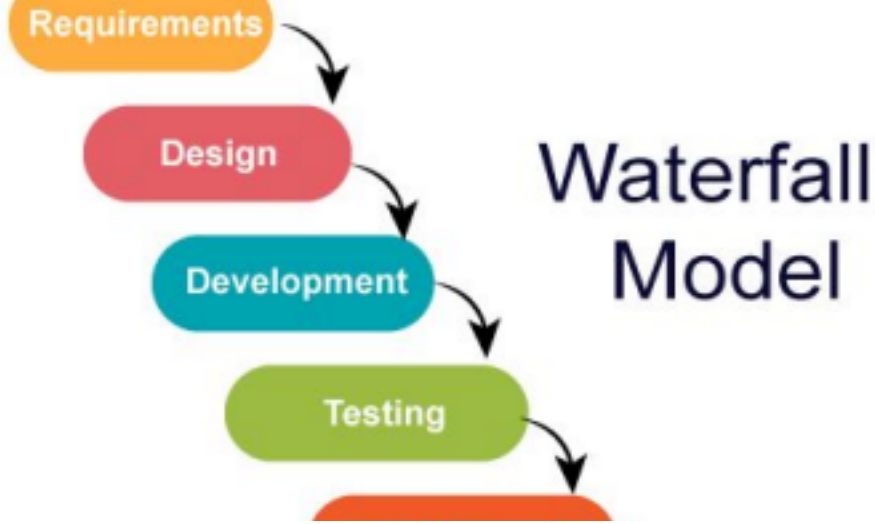 Requirements
Design
Waterfall
Model
Development
Testing